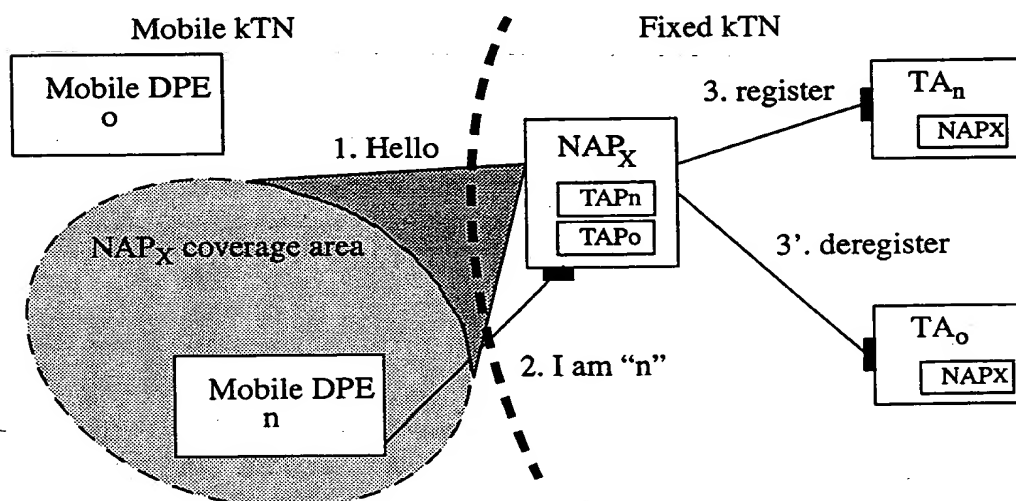 Mobile kTN
Fixed kTN
Mobile DPE
o
1. Hello
NAPX
TAPn
TAPo
3. register
TAn
NAPX
NAPX coverage area
3'. deregister
Mobile DPE
n
2. I am “n”
TAo
NAPX